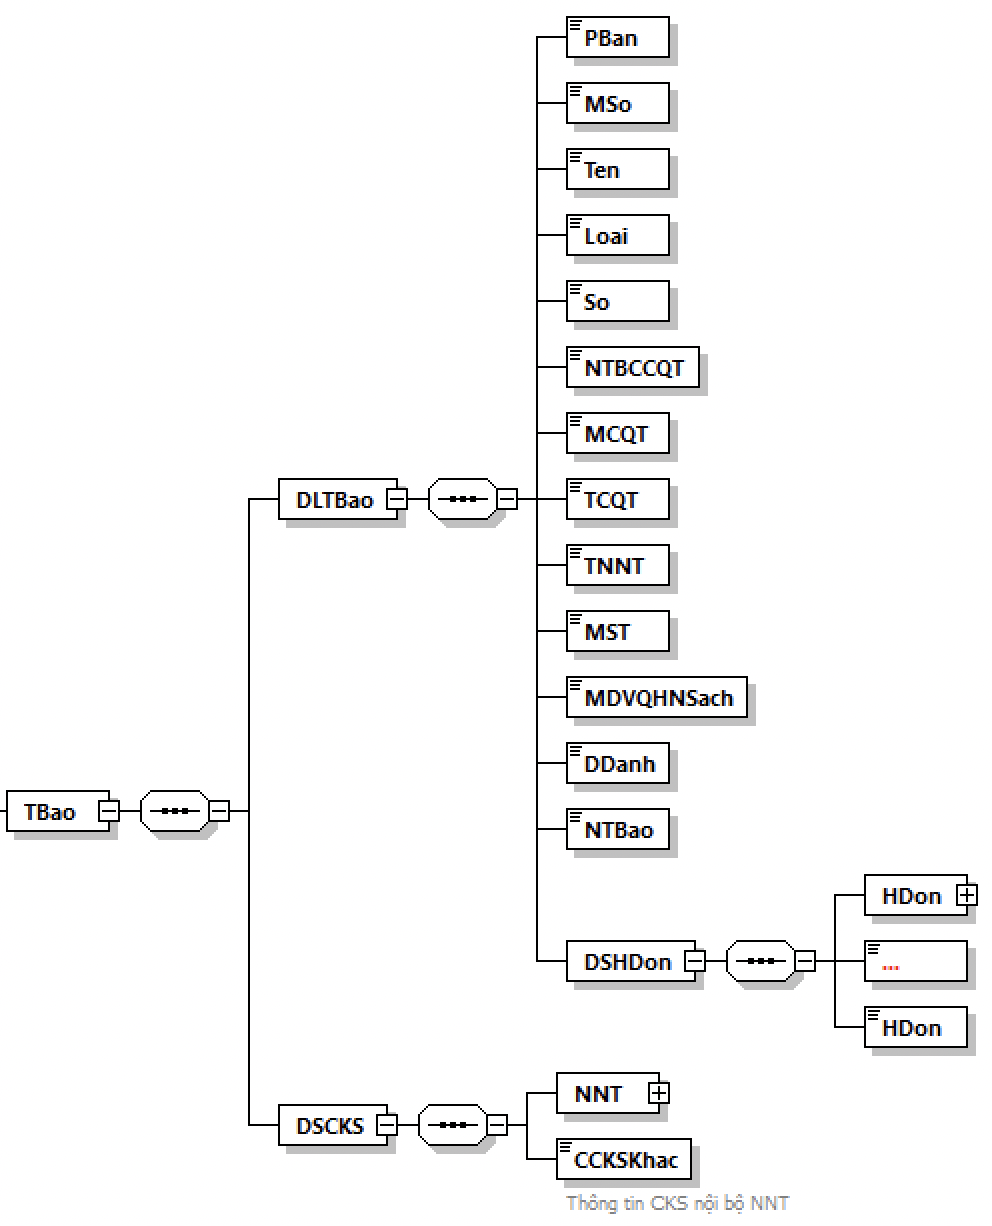 PBan
MSo
Ten
Loai
So
NTBCCQT
MCQT
DLTBao
TCQT
TNNT
MST
MDVQHNSach
DDanh
TBao
NTBao
HDon
DSHDon
...
HDon
NNT
DSCKS
CCKSKhac
Thông tin CKS nội bộ NNT